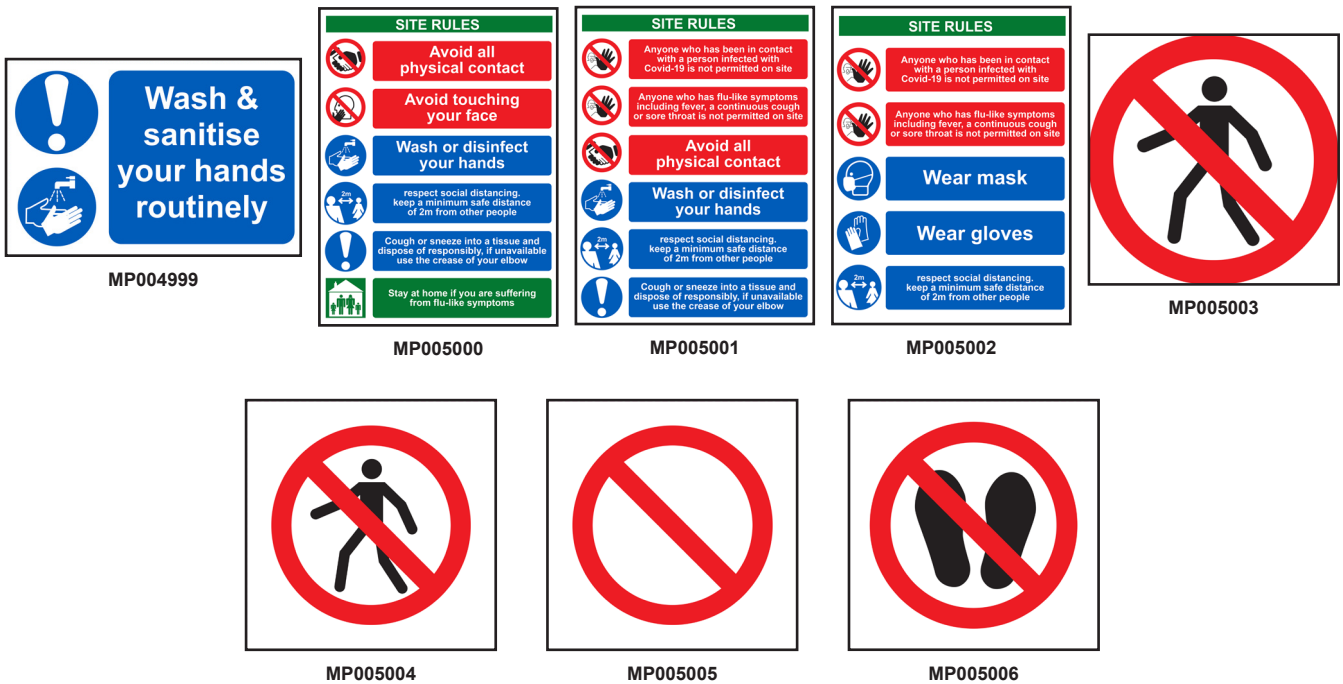 Wash &
sanitise
your hands
routinely
MP004999
SITE RULES
Avoid all
physical contact
Avoid touching
your face
Wash or disinfect
your hands
2m
respect social distancing.
keep a minimum safe distance
of 2m from other people
Cough or sneeze into a tissue and
dispose of responsibly, if unavailable
use the crease of your elbow
Stay at home if you are suffering
from flu-like symptoms
MP005000
SITE RULES
Anyone who has been in contact
with a person infected with
Covid-19 is not permitted on site
Anyone who has flu-like symptoms
including fever, a continuous cough
or sore throat is not permitted on site
Avoid all
physical contact
Wash or disinfect
your hands
2m
respect social distancing.
keep a minimum safe distance
of 2m from other people
Cough or sneeze into a tissue and
dispose of responsibly, if unavailable
use the crease of your elbow
MP005001
SITE RULES
Anyone who has been in contact
with a person infected with
Covid-19 is not permitted on site
Anyone who has flu-like symptoms
including fever, a continuous cough
or sore throat is not permitted on site
Wear mask
Wear gloves
2m
respect social distancing.
keep a minimum safe distance
of 2m from other people
MP005002
MP005003
MP005004
MP005005
MP005006